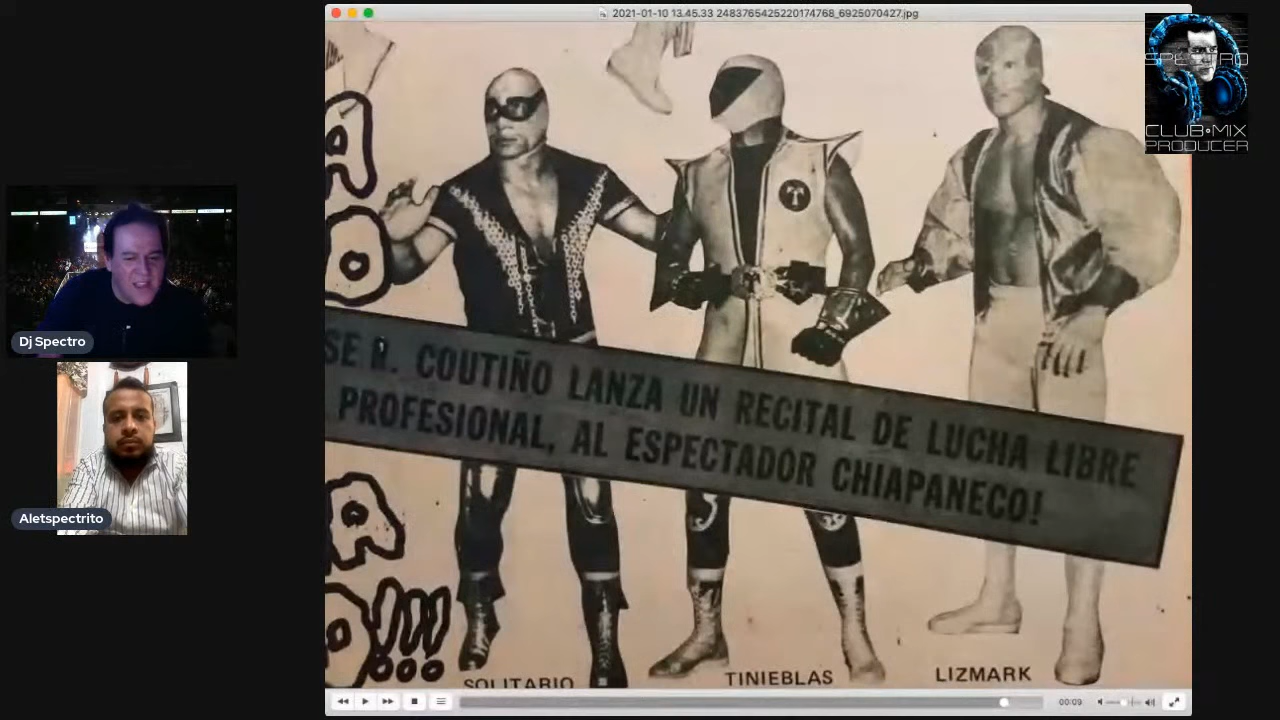 2021-01-10 13.45.33 2483765425220174768_6925070427.jpg
SPECTRO
CLUB•MIX
PRODUCER
SE R. COUTIÑO LANZA UN RECITAL DE LUCHA LIBRE
PROFESIONAL, AL ESPECTADOR CHIAPANECO!
Dj Spectro
Aletspectrito
!!!
SOLITARIO
TINIEBLAS
LIZMARK
00:09